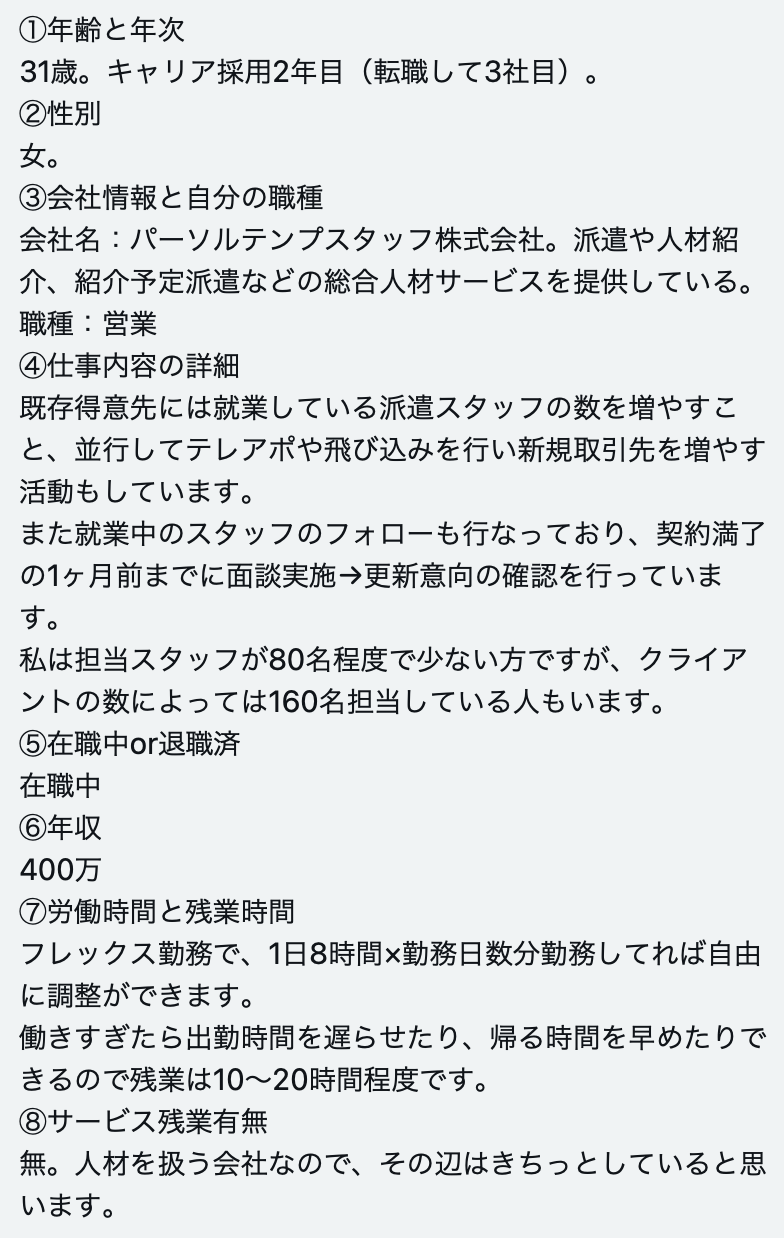 ①年齢と年次
31歳。キャリア採用2年目（転職して3社目）。
②性別
女。
③会社情報と自分の職種
会社名：パーソルテンプスタッフ株式会社。派遣や人材紹
介、紹介予定派遣などの総合人材サービスを提供している。
職種：営業
④仕事内容の詳細
既存得意先には就業している派遣スタッフの数を増やすこ
と、並行してテレアポや飛び込みを行い新規取引先を増やす
活動もしています。
また就業中のスタッフのフォローも行なっており、契約満了
の1ヶ月前までに面談実施→更新意向の確認を行っていま
す。
私は担当スタッフが80名程度で少ない方ですが、クライア
ントの数によっては160名担当している人もいます。
⑤在職中or退職済
在職中
⑥年収
400万
⑦労働時間と残業時間
フレックス勤務で、1日8時間×勤務日数分勤務してれば自由
に調整ができます。
働きすぎたら出勤時間を遅らせたり、帰る時間を早めたりで
きるので残業は10〜20時間程度です。
⑧サービス残業有無
無。人材を扱う会社なので、その辺はきちっとしていると思
います。